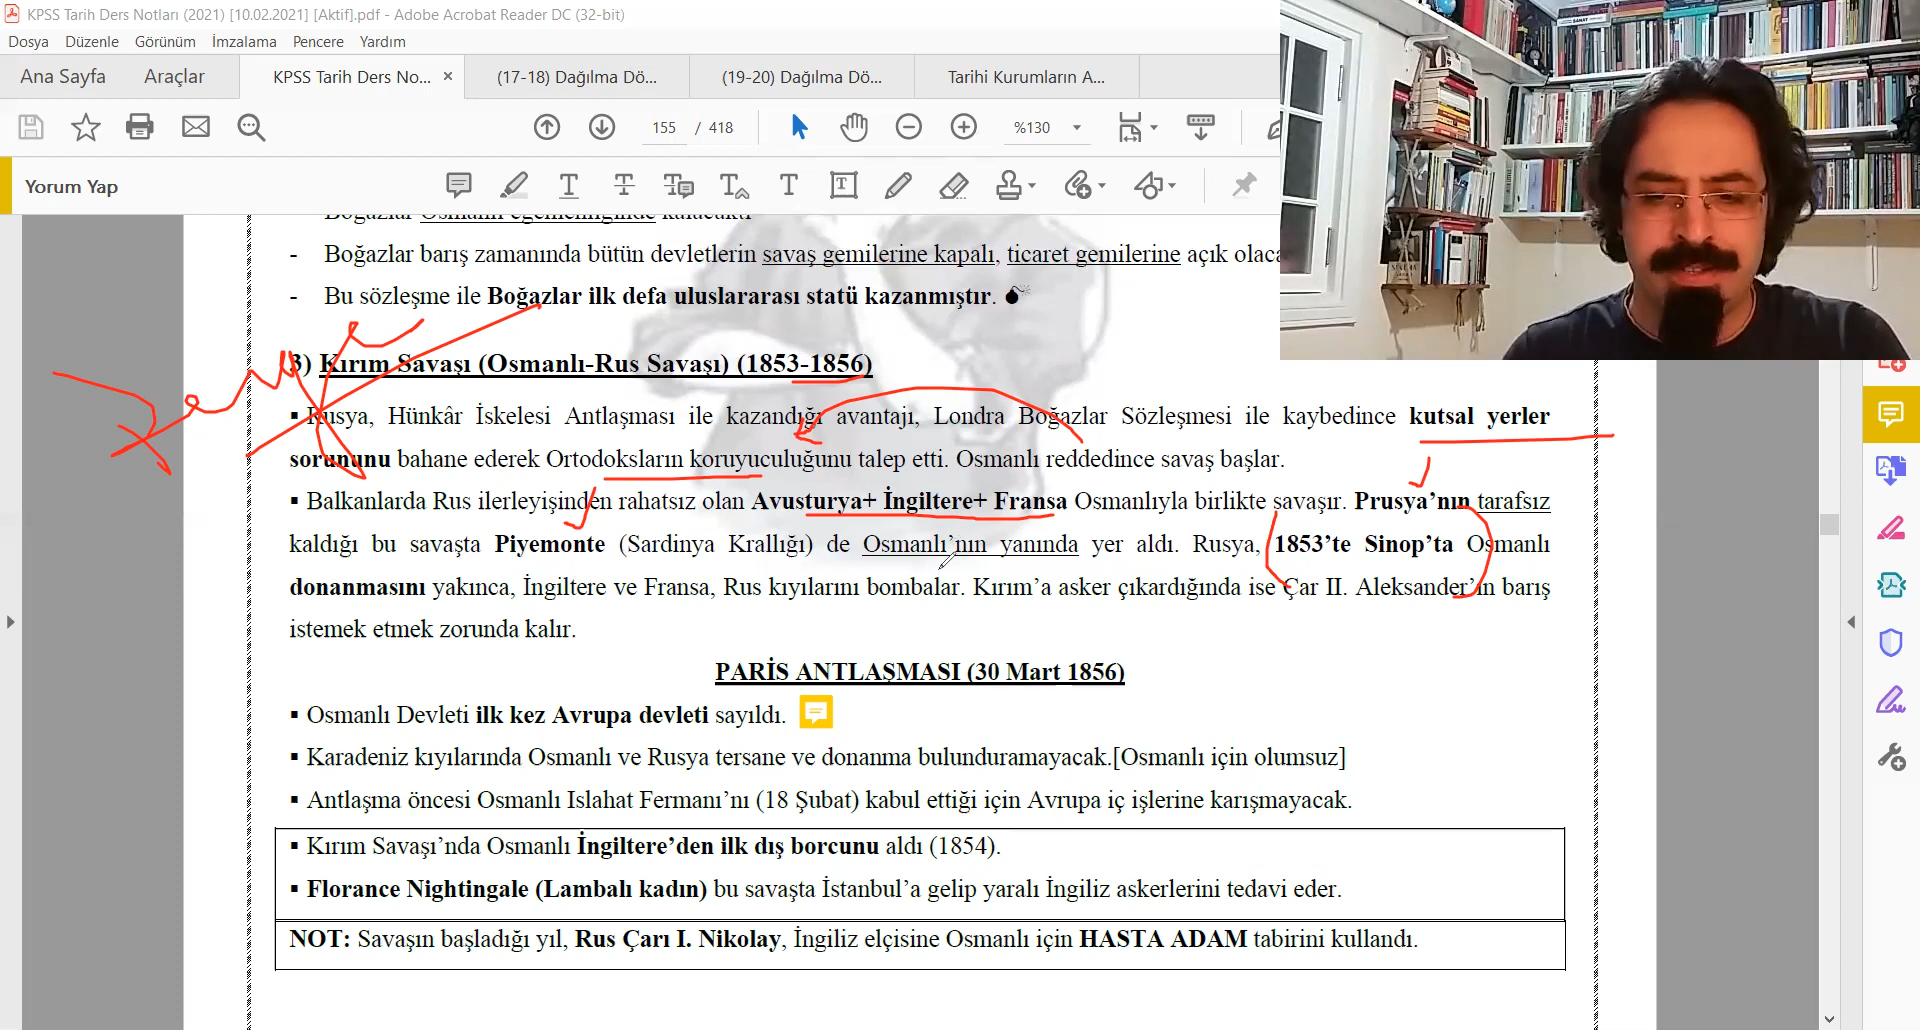 KPSS Tarih Ders Notları (2021) [10.02.2021] [Aktif].pdf - Adobe Acrobat Reader DC (32-bit)
Dosya Düzenle Görünüm İmzalama Pencere Yardım
Ana Sayfa Araçlar KPSS Tarih Ders No... × (17-18) Dağılma Dö... (19-20) Dağılma Dö... Tarihi Kurumların A...
155 / 418 %130
Yorum Yap
Boğazlar Osmanlı egemenliğinde kalacaktı
- Boğazlar barış zamanında bütün devletlerin savaş gemilerine kapalı, ticaret gemilerine açık olaca
- Bu sözleşme ile Boğazlar ilk defa uluslararası statü kazanmıştır.
3) Kırım Savaşı (Osmanlı-Rus Savaşı) (1853-1856)
▪ Rusya, Hünkâr İskelesi Antlaşması ile kazandığı avantajı, Londra Boğazlar Sözleşmesi ile kaybedince kutsal yerler
sorununu bahane ederek Ortodoksların koruyuculuğunu talep etti. Osmanlı reddedince savaş başlar.
▪ Balkanlarda Rus ilerleyişinden rahatsız olan Avusturya+ İngiltere+ Fransa Osmanlıyla birlikte savaşır. Prusya’nın tarafsız
kaldığı bu savaşta Piyemonte (Sardinya Krallığı) de Osmanlı’nın yanında yer aldı. Rusya, 1853’te Sinop’ta Osmanlı
donanmasını yakınca, İngiltere ve Fransa, Rus kıyılarını bombalar. Kırım’a asker çıkardığında ise Çar II. Aleksander’in barış
istemek etmek zorunda kalır.
PARİS ANTLAŞMASI (30 Mart 1856)
▪ Osmanlı Devleti ilk kez Avrupa devleti sayıldı.
▪ Karadeniz kıyılarında Osmanlı ve Rusya tersane ve donanma bulunduramayacak.[Osmanlı için olumsuz]
▪ Antlaşma öncesi Osmanlı Islahat Fermanı’nı (18 Şubat) kabul ettiği için Avrupa iç işlerine karışmayacak.
▪ Kırım Savaşı’nda Osmanlı İngiltere’den ilk dış borcunu aldı (1854).
▪ Florance Nightingale (Lambalı kadın) bu savaşta İstanbul’a gelip yaralı İngiliz askerlerini tedavi eder.
NOT: Savaşın başladığı yıl, Rus Çarı I. Nikolay, İngiliz elçisine Osmanlı için HASTA ADAM tabirini kullandı.